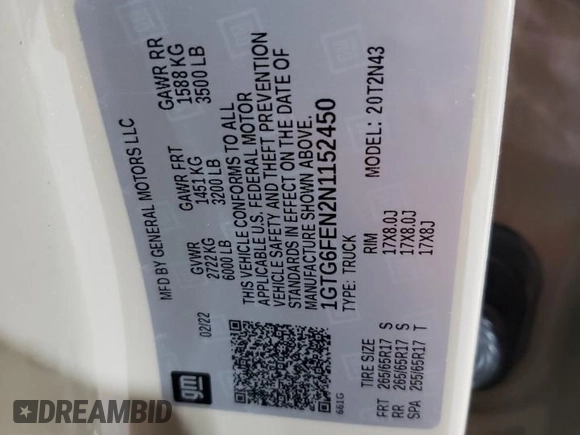 MFD BY GENERAL MOTORS LLC
02/22
GVWR GAWR FRT GAWR RR
2722 KG 1451 KG 1588 KG
6000 LB 3200 LB 3500 LB
THIS VEHICLE CONFORMS TO ALL
APPLICABLE U.S. FEDERAL MOTOR
VEHICLE SAFETY AND THEFT PREVENTION
STANDARDS IN EFFECT ON THE DATE OF
MANUFACTURE SHOWN ABOVE.
1GTG6FEN2N1152450
TYPE: TRUCK MODEL: 20T2N43
gm
661G
TIRE SIZE RIM
FRT 265/65R17 S 17X8.0J
RR 265/65R17 S 17X8.0J
SPA 255/65R17 T 17X8J
DREAMBID